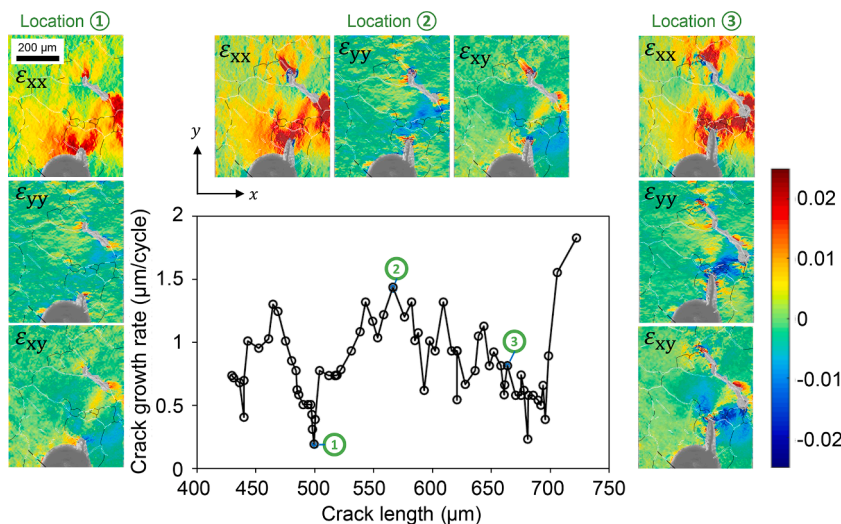 Location ①
Location ②
Location ③
200 µm
εxx
εxx
εyy
εxy
εxx
y
x
εyy
εyy
εxy
εxy
0.02
0.01
0
-0.01
-0.02
Crack growth rate (µm/cycle)
2
1.5
1
0.5
0
②
③
①
400
450
500
550
600
650
700
750
Crack length (µm)